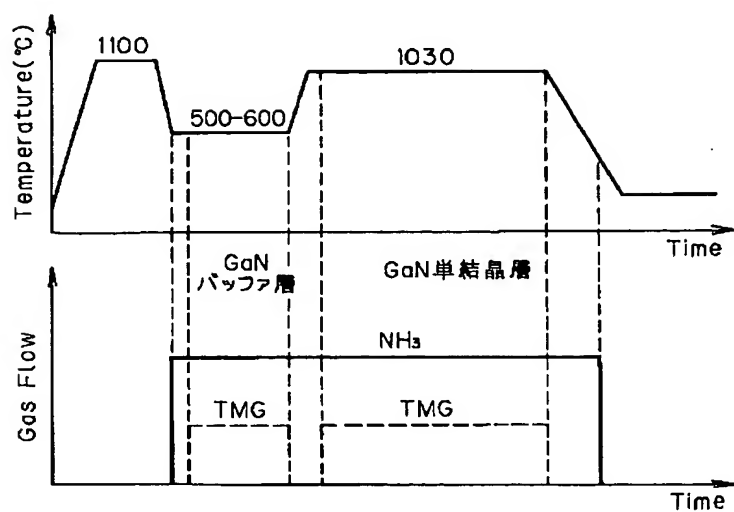 Temperature(℃)
1100
500-600
1030
Time
GaN
バッファ層
GaN単結晶層
Gas Flow
NH₃
TMG
TMG
Time